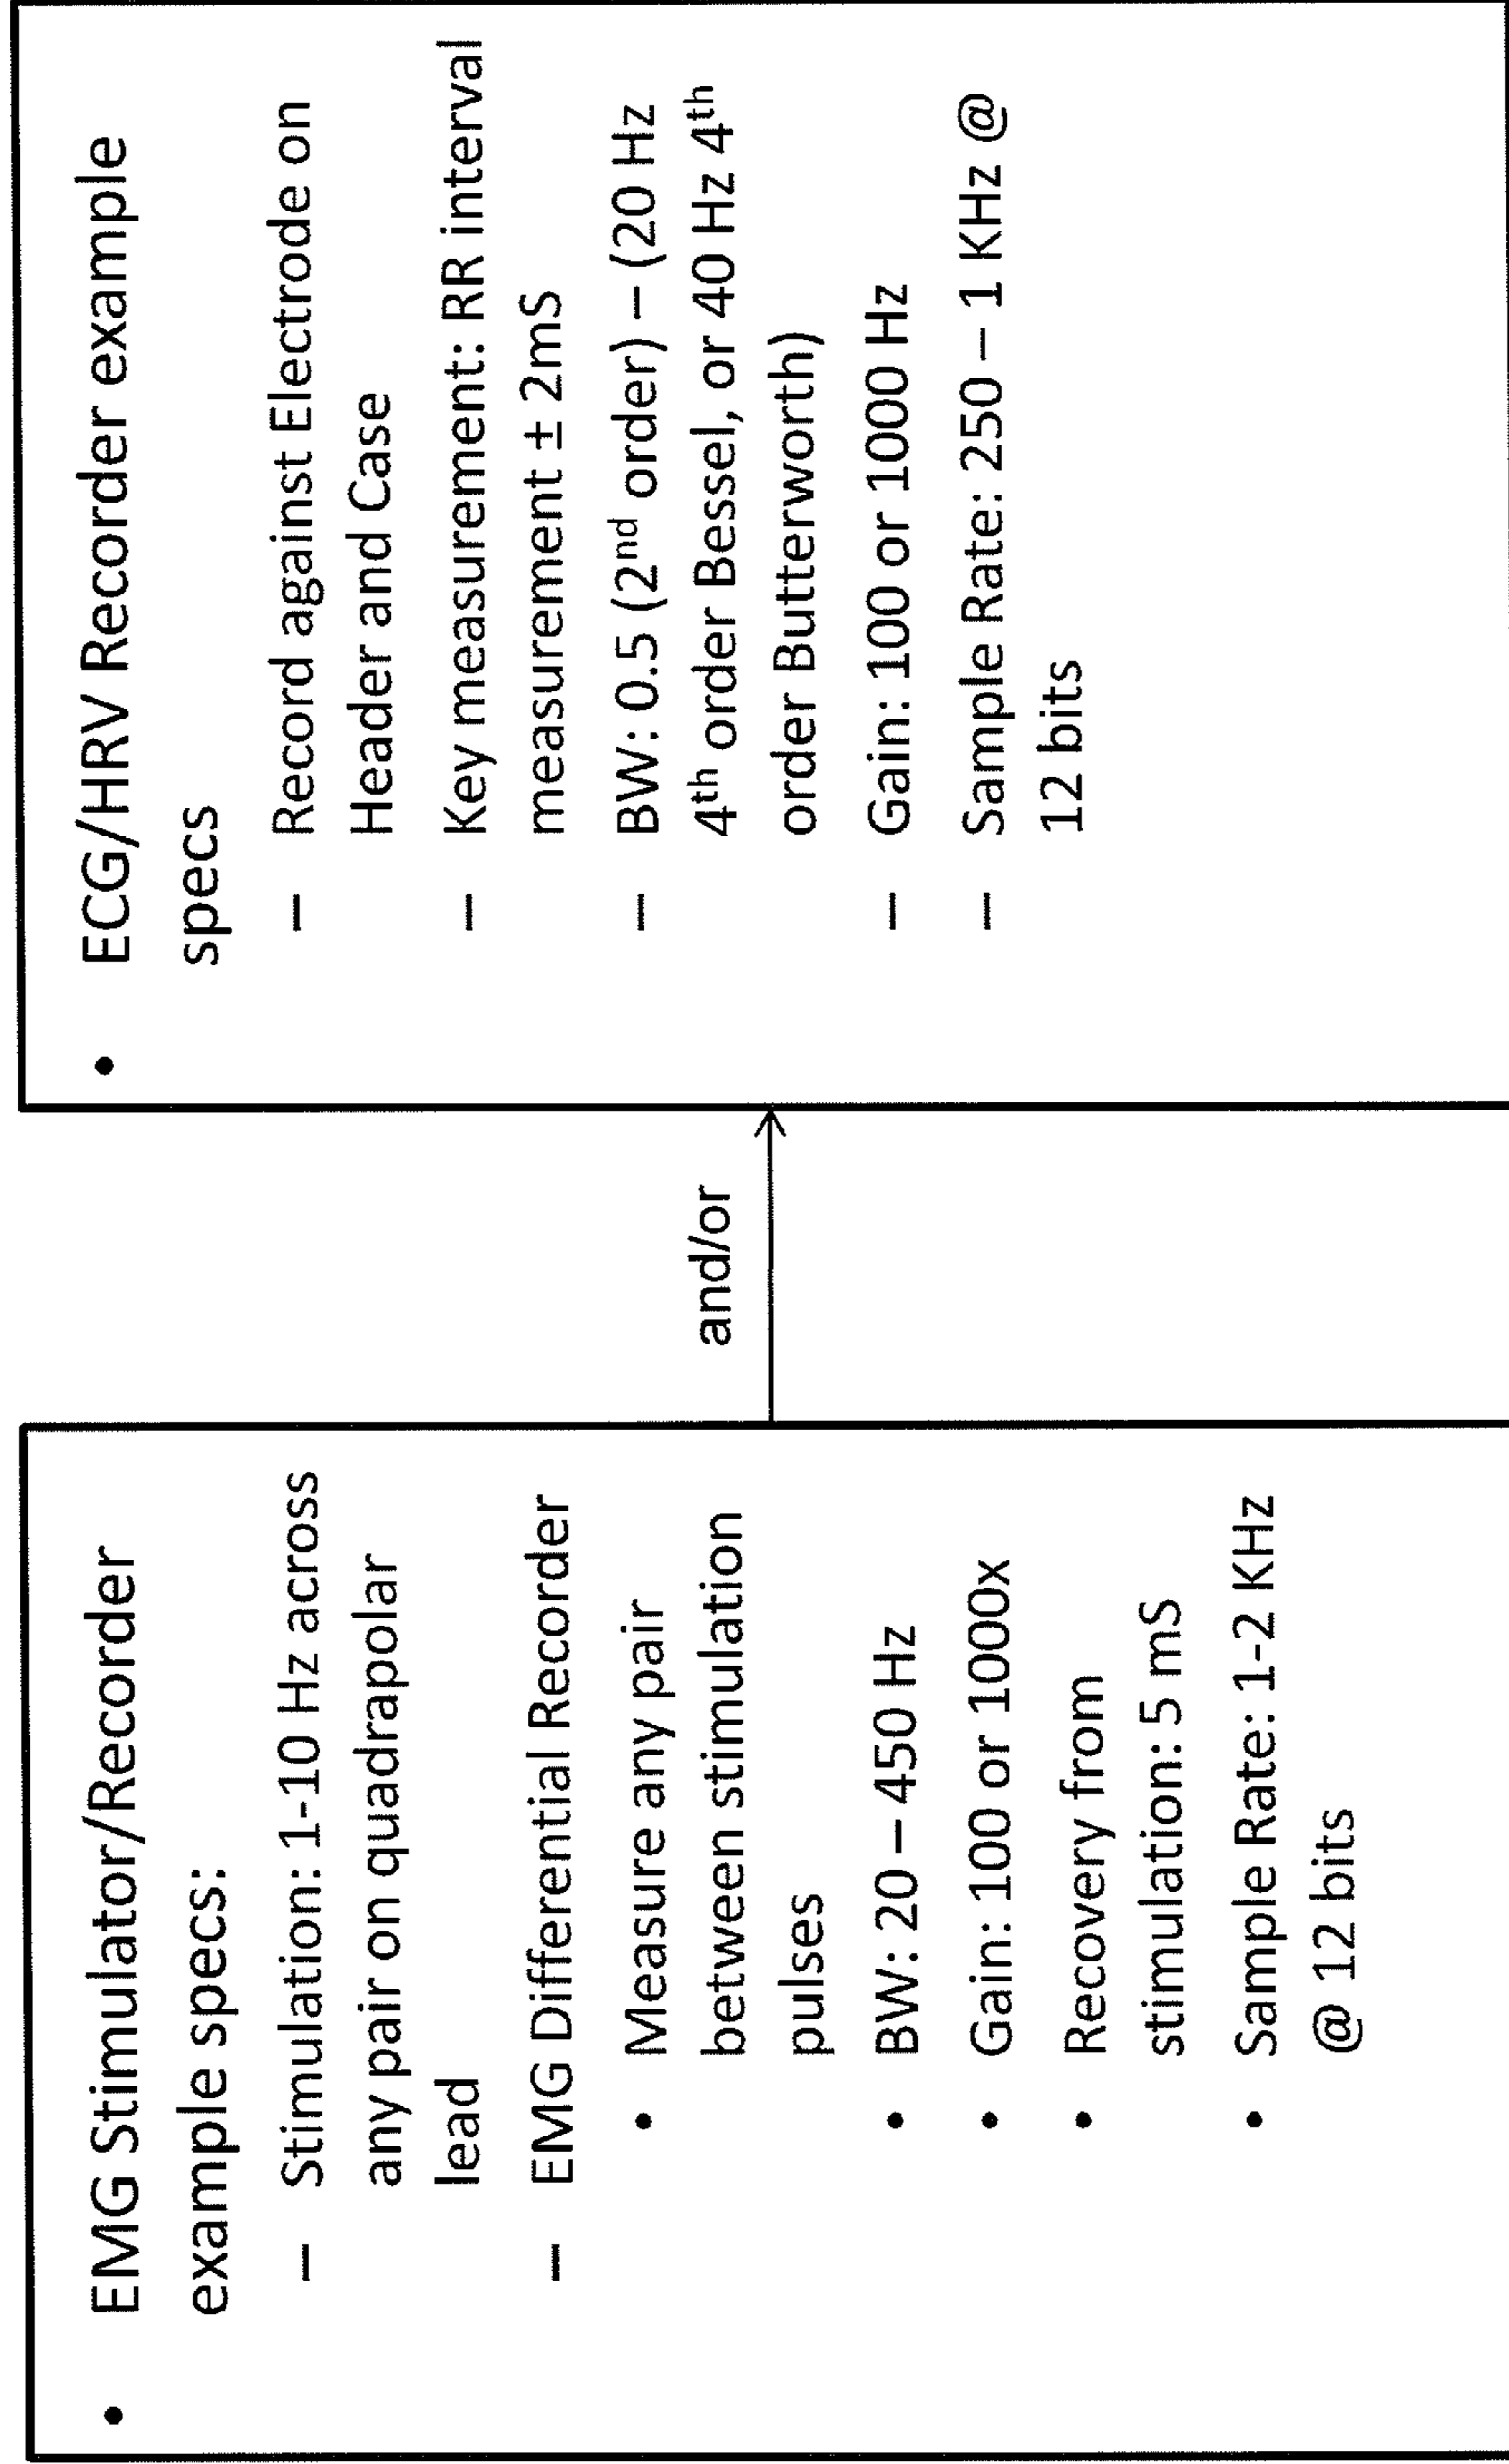 • EMG Stimulator/Recorder
example specs:
– Stimulation: 1-10 Hz across
any pair on quadrapolar
lead
– EMG Differential Recorder
• Measure any pair
between stimulation
pulses
• BW: 20 – 450 Hz
• Gain: 100 or 1000x
• Recovery from
stimulation: 5 mS
• Sample Rate: 1-2 KHz
@ 12 bits
and/or
• ECG/HRV Recorder example
specs
– Record against Electrode on
Header and Case
– Key measurement: RR interval
measurement ± 2mS
– BW: 0.5 (2nd order) – (20 Hz
4th order Bessel, or 40 Hz 4th
order Butterworth)
– Gain: 100 or 1000 Hz
– Sample Rate: 250 – 1 KHz @
12 bits